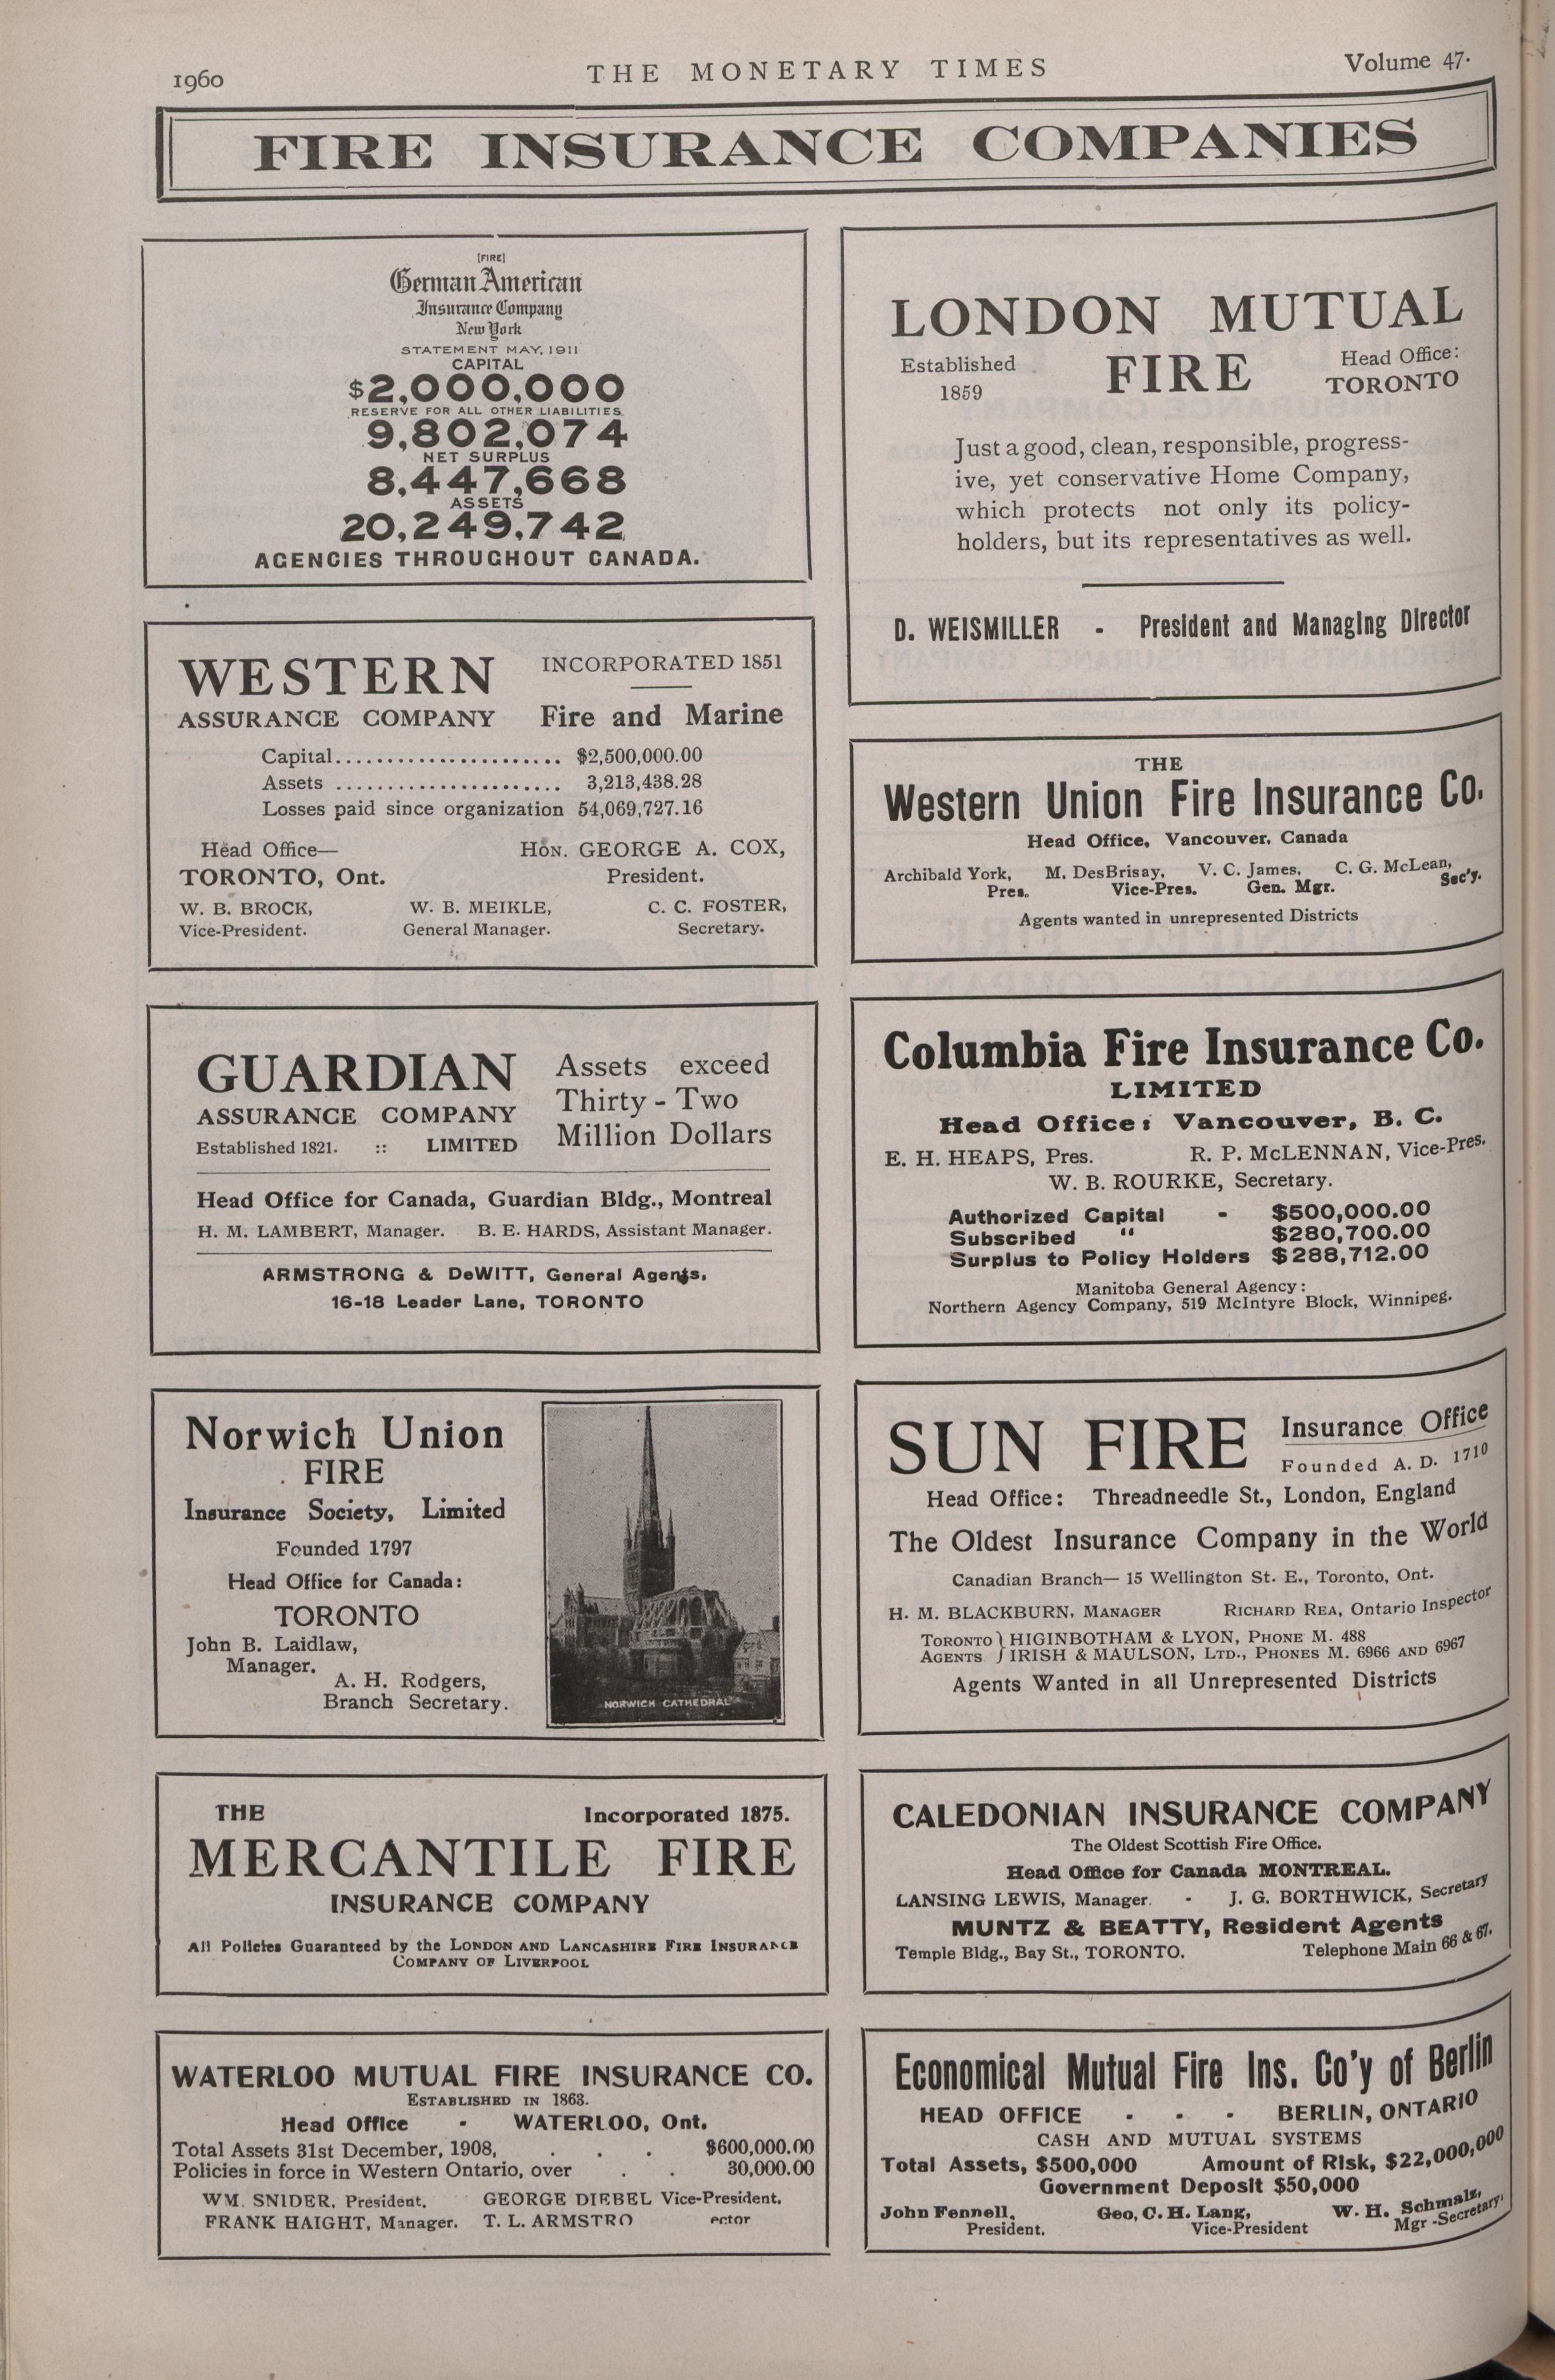 1960
THE MONETARY TIMES
Volume 47.
FIRE INSURANCE COMPANIES
[FIRE]
German American
Insurance Company
New York
STATEMENT MAY, 1911
CAPITAL
$2,000,000
RESERVE FOR ALL OTHER LIABILITIES
9,802,074
NET SURPLUS
8,447,668
ASSETS
20,249,742
AGENCIES THROUGHOUT CANADA.
WESTERN INCORPORATED 1851
ASSURANCE COMPANY Fire and Marine
Capital...................... $2,500,000.00
Assets ...................... 3,213,438.28
Losses paid since organization 54,069,727.16
Head Office— Hon. GEORGE A. COX,
TORONTO, Ont. President.
W. B. BROCK, W. B. MEIKLE, C. C. FOSTER,
Vice-President. General Manager. Secretary.
GUARDIAN
ASSURANCE COMPANY
Established 1821. :: LIMITED
Assets exceed
Thirty-Two
Million Dollars
Head Office for Canada, Guardian Bldg., Montreal
H. M. LAMBERT, Manager. B. E. HARDS, Assistant Manager.
ARMSTRONG & DeWITT, General Agents,
16-18 Leader Lane, TORONTO
Norwich Union
FIRE
Insurance Society, Limited
Founded 1797
Head Office for Canada:
TORONTO
John B. Laidlaw,
Manager.
A. H. Rodgers,
Branch Secretary.
NORWICH CATHEDRAL
THE Incorporated 1875.
MERCANTILE FIRE
INSURANCE COMPANY
All Policies Guaranteed by the London and Lancashire Fire Insurance
Company of Liverpool
WATERLOO MUTUAL FIRE INSURANCE CO.
Established in 1863.
Head Office - WATERLOO, Ont.
Total Assets 31st December, 1908, . . . $600,000.00
Policies in force in Western Ontario, over . . 30,000.00
WM. SNIDER, President, GEORGE DIEBEL Vice-President.
FRANK HAIGHT, Manager. T. L. ARMSTRO ector
LONDON MUTUAL
Established 1859
FIRE
Head Office: TORONTO
Just a good, clean, responsible, progress-
ive, yet conservative Home Company,
which protects not only its policy-
holders, but its representatives as well.
D. WEISMILLER - President and Managing Director
THE
Western Union Fire Insurance Co.
Head Office, Vancouver, Canada
Archibald York, M. DesBrisay, V. C. James, C. G. McLean,
Pres. Vice-Pres. Gen. Mgr. Sec'y.
Agents wanted in unrepresented Districts
Columbia Fire Insurance Co.
LIMITED
Head Office: Vancouver, B. C.
E. H. HEAPS, Pres. R. P. McLENNAN, Vice-Pres.
W. B. ROURKE, Secretary.
Authorized Capital - $500,000.00
Subscribed " $280,700.00
Surplus to Policy Holders $288,712.00
Manitoba General Agency:
Northern Agency Company, 519 McIntyre Block, Winnipeg.
SUN FIRE
Insurance Office
Founded A. D. 1710
Head Office: Threadneedle St., London, England
The Oldest Insurance Company in the World
Canadian Branch— 15 Wellington St. E., Toronto, Ont.
H. M. BLACKBURN, Manager Richard Rea, Ontario Inspector
Toronto } HIGINBOTHAM & LYON, Phone M. 488
Agents } IRISH & MAULSON, Ltd., Phones M. 6966 and 6967
Agents Wanted in all Unrepresented Districts
CALEDONIAN INSURANCE COMPANY
The Oldest Scottish Fire Office.
Head Office for Canada MONTREAL.
LANSING LEWIS, Manager. - J. G. BORTHWICK, Secretary
MUNTZ & BEATTY, Resident Agents
Temple Bldg., Bay St., TORONTO. Telephone Main 66 & 67.
Economical Mutual Fire Ins. Co'y of Berlin
HEAD OFFICE - - - BERLIN, ONTARIO
CASH AND MUTUAL SYSTEMS
Total Assets, $500,000 Amount of Risk, $22,000,000
Government Deposit $50,000
John Fennell, Geo. C. H. Lang, W. H. Schmalz,
President. Vice-President Mgr-Secretary.